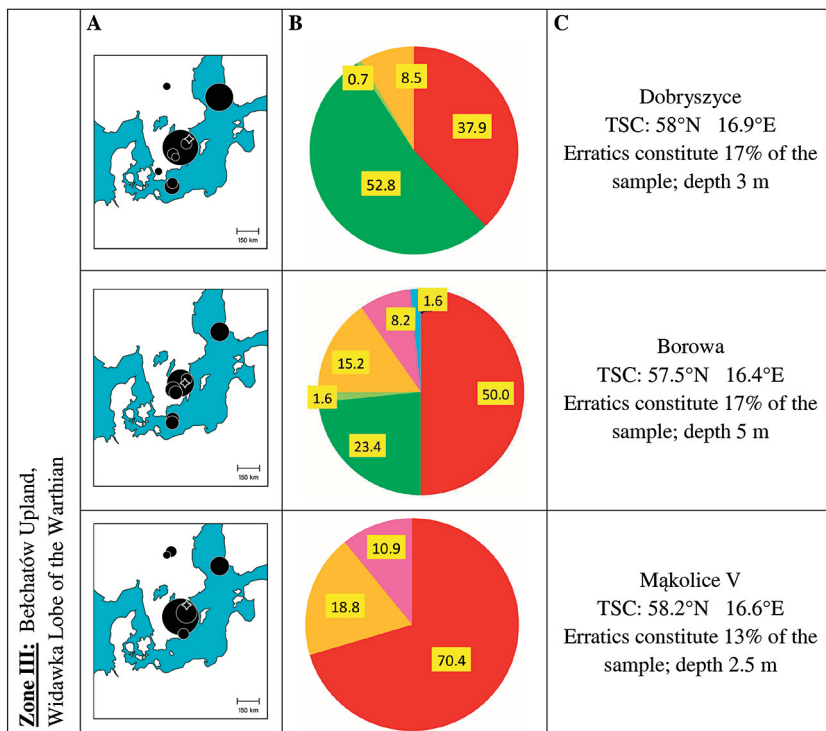 A
B
C
Zone III: Bełchatów Upland,
Widawka Lobe of the Warthian
150 km
0.7
8.5
37.9
52.8
Dobryszyce
TSC: 58°N 16.9°E
Erratics constitute 17% of the
sample; depth 3 m
150 km
1.6
8.2
15.2
50.0
1.6
23.4
Borowa
TSC: 57.5°N 16.4°E
Erratics constitute 17% of the
sample; depth 5 m
150 km
10.9
18.8
70.4
Mąkolice V
TSC: 58.2°N 16.6°E
Erratics constitute 13% of the
sample; depth 2.5 m